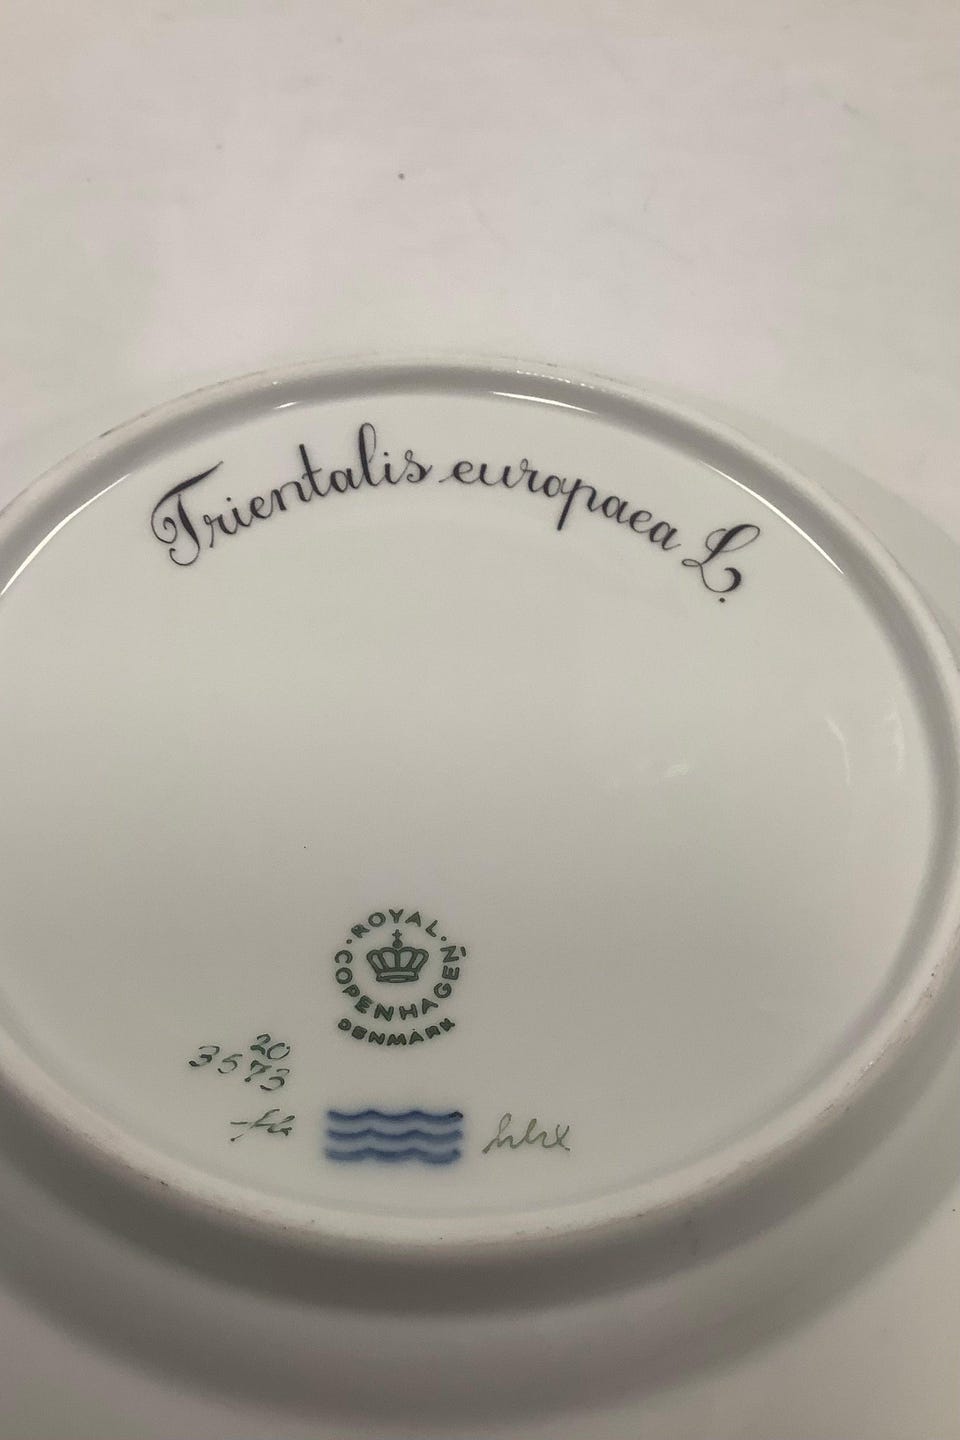 Trientalis europaea L.
ROYAL
COPENHAGEN
DENMARK
20
3573